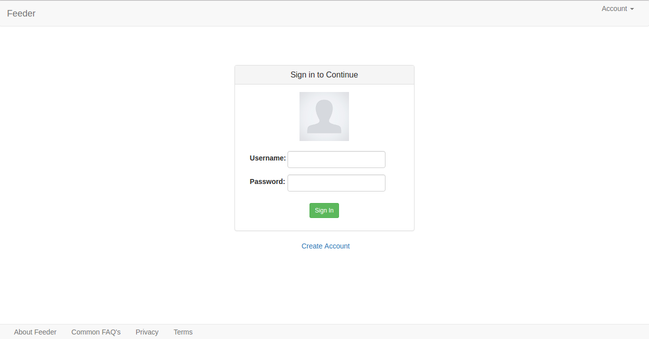 Feeder
Account
Sign in to Continue
Username:
Password:
Sign In
Create Account
About Feeder Common FAQ's Privacy Terms